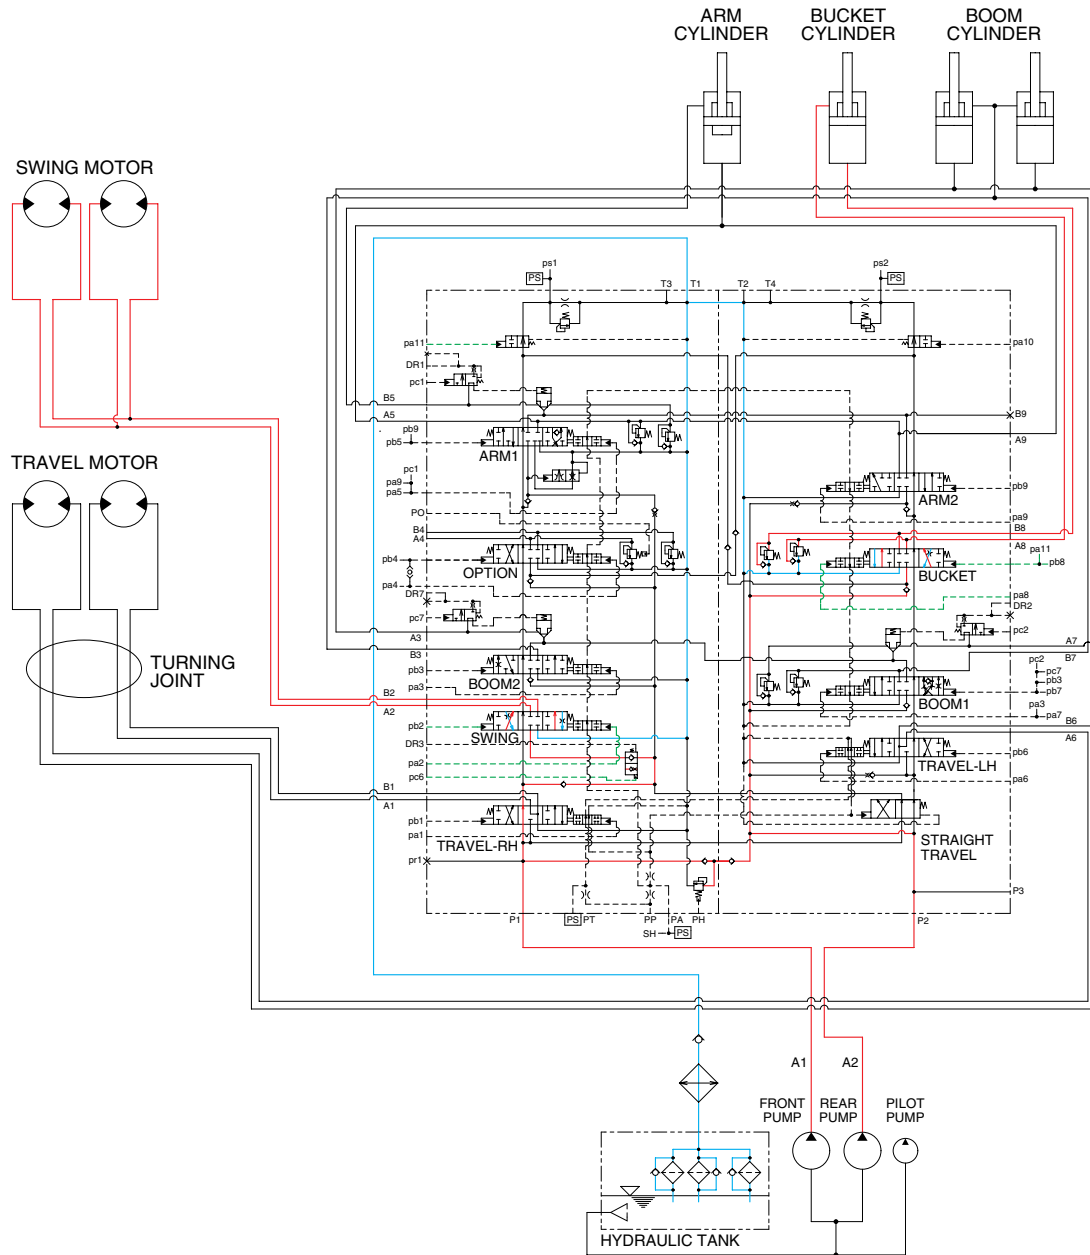 ARM
CYLINDER
BUCKET
CYLINDER
BOOM
CYLINDER
SWING MOTOR
TRAVEL MOTOR
TURNING
JOINT
ps1
PS
T3
T1
T2
T4
ps2
PS
pa11
DR1
pc1
B5
A5
pb9
pb5
ARM1
pc1
pa9
pa5
PO
B4
A4
pb4
OPTION
pa4
DR7
pc7
A3
B3
pb3
BOOM2
pa3
B2
A2
pb2
SWING
DR3
pa2
pc6
B1
A1
pb1
pa1
TRAVEL-RH
pr1
pa10
B9
A9
ARM2
pb9
pa9
B8
A8
pa11
pb8
BUCKET
pa8
DR2
pc2
A7
B7
pc2
pc7
pb3
pb7
BOOM1
pa3
pa7
B6
A6
pb6
TRAVEL-LH
pa6
STRAIGHT
TRAVEL
P3
P1
PS
PT
PP
PA
PH
P2
SH
PS
A1
A2
FRONT
PUMP
REAR
PUMP
PILOT
PUMP
HYDRAULIC TANK